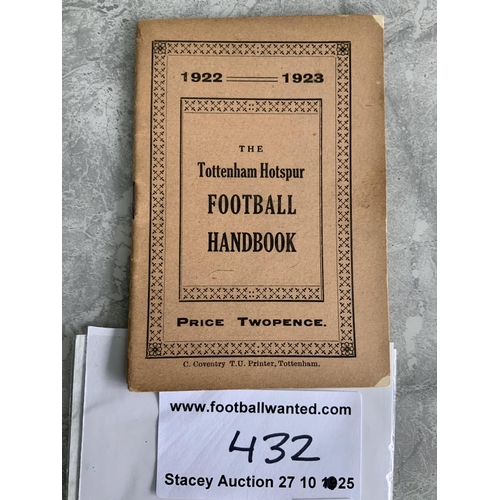 1922 1923
THE
Tottenham Hotspur
FOOTBALL
HANDBOOK
PRICE TWOPENCE.
C. Coventry T.U. Printer, Tottenham.
www.footballwanted.com
432
Stacey Auction 27 10 25